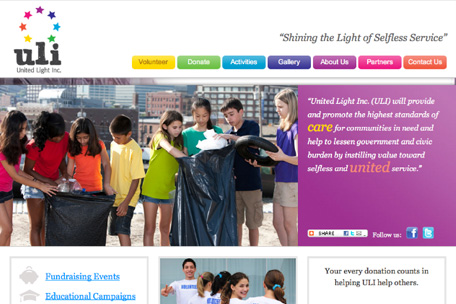 uli
United Light Inc.
"Shining the Light of Selfless Service"
Volunteer Donate Activities Gallery About Us Partners Contact Us
"United Light Inc. (ULI) will provide
and promote the highest standards of
care for communities in need and
help to lessen government and civic
burden by instilling value toward
selfless and united service."
SHARE Follow us:
Fundraising Events
Educational Campaigns
Your every donation counts in
helping ULI help others.